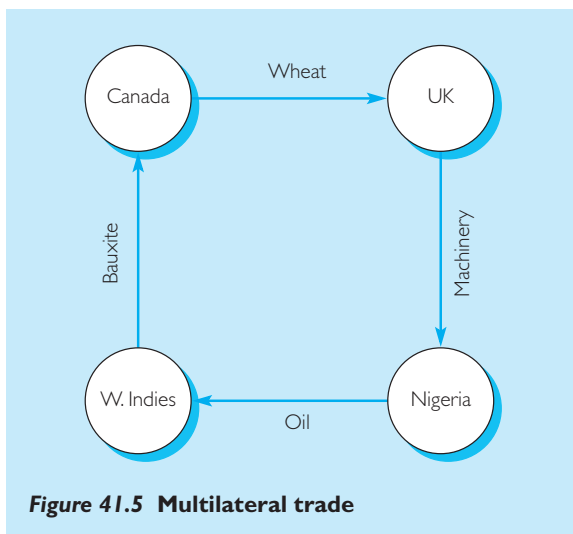 Wheat
Canada
UK
Bauxite
Machinery
W. Indies
Nigeria
Oil
Figure 41.5 Multilateral trade